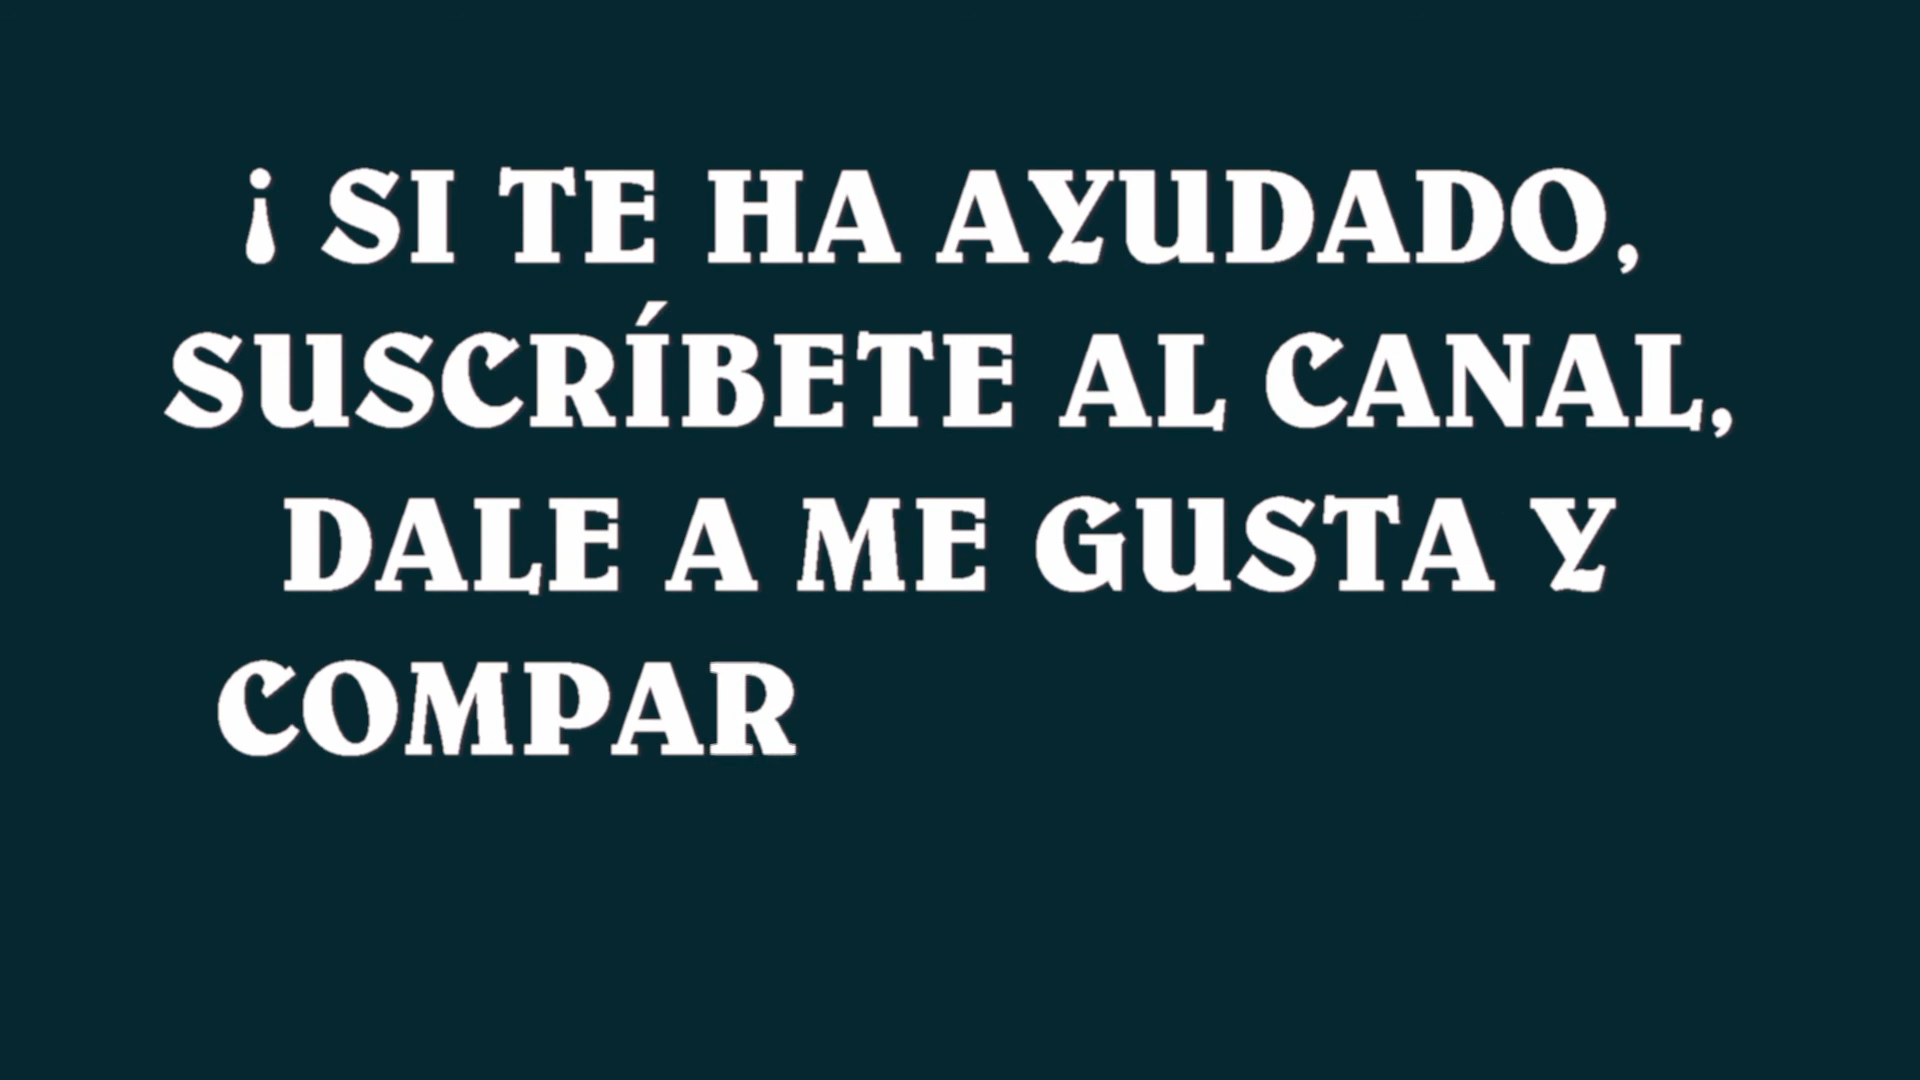 ¡ SI TE HA AYUDADO,
SUSCRÍBETE AL CANAL,
DALE A ME GUSTA Y
COMPAR